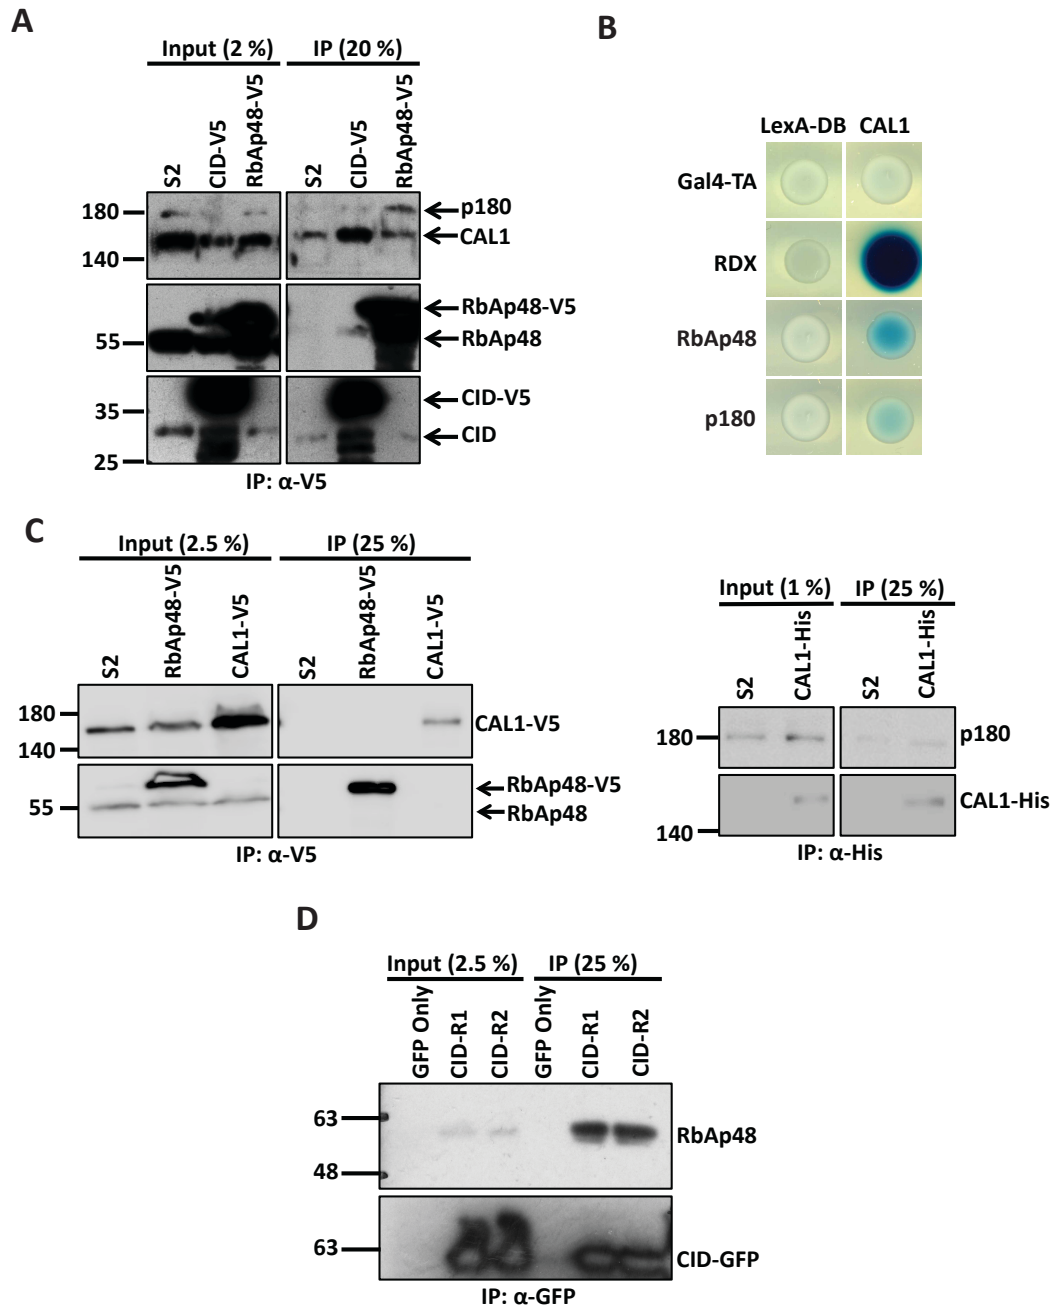 A
Input (2 %) IP (20 %)
S2 CID-V5 RbAp48-V5 S2 CID-V5 RbAp48-V5
180 p180
CAL1
140
RbAp48-V5
55 RbAp48
35 CID-V5
CID
25
IP: α-V5
B
LexA-DB CAL1
Gal4-TA
RDX
RbAp48
p180
C
Input (2.5 %) IP (25 %)
S2 RbAp48-V5 CAL1-V5 S2 RbAp48-V5 CAL1-V5
180 CAL1-V5
140
RbAp48-V5
55 RbAp48
IP: α-V5
Input (1 %) IP (25 %)
S2 CAL1-His S2 CAL1-His
180 p180
CAL1-His
140
IP: α-His
D
Input (2.5 %) IP (25 %)
GFP Only CID-R1 CID-R2 GFP Only CID-R1 CID-R2
63 RbAp48
48
63 CID-GFP
IP: α-GFP